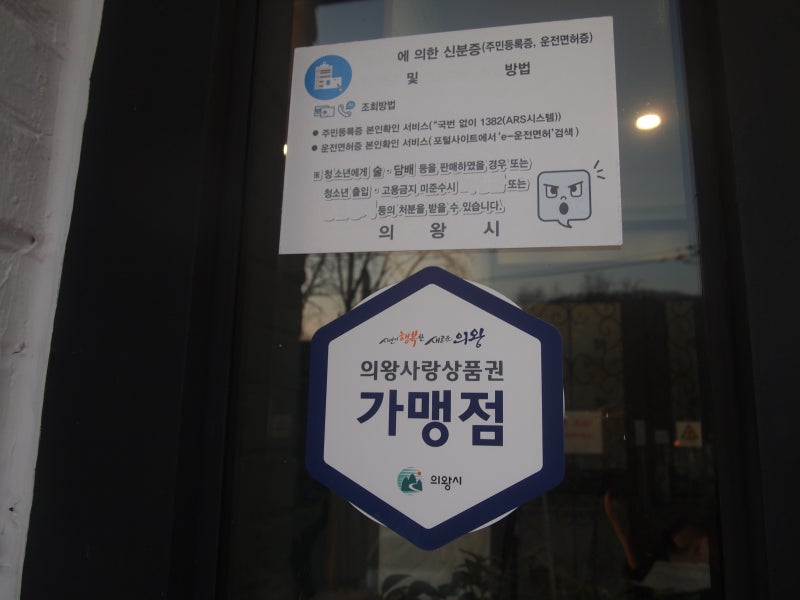 에 의한 신분증(주민등록증, 운전면허증)
및 방법
조회방법
● 주민등록증 본인확인 서비스("국번 없이 1382(ARS시스템))
● 운전면허증 본인확인 서비스(포털사이트에서 'e-운전면허'검색)
※ 청소년에게 술·담배 등을 판매하였을 경우 또는
청소년 출입·고용금지 미준수시 또는
등의 처분을 받을 수 있습니다.
의 왕 시
시민이 행복한 새로운 의왕
의왕사랑상품권
가맹점
의왕시